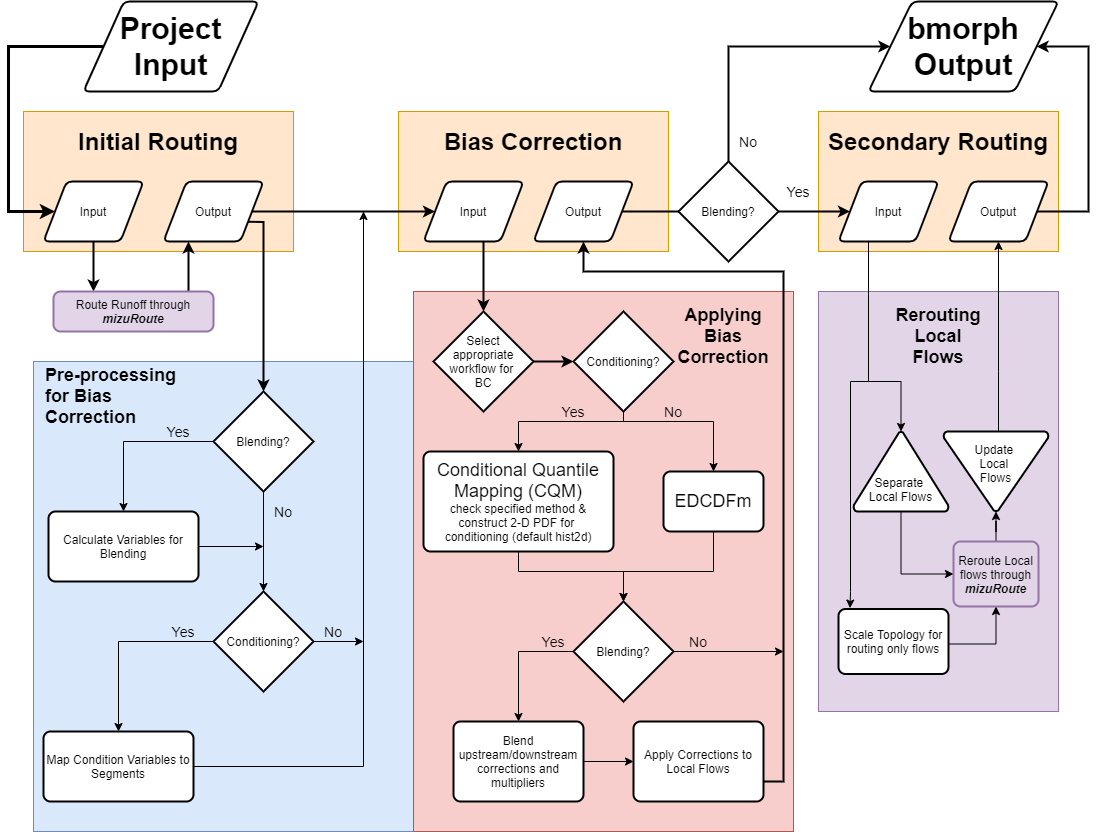 Project
Input
bmorph
Output
Initial Routing
Bias Correction
Secondary Routing
No
Yes
Input
Output
Input
Output
Blending?
Input
Output
Route Runoff through
mizuRoute
Pre-processing
for Bias
Correction
Blending?
Yes
No
Calculate Variables for
Blending
Conditioning?
Yes
No
Map Condition Variables to
Segments
Applying
Bias
Correction
Select
appropriate
workflow for
BC
Conditioning?
Yes
No
Conditional Quantile
Mapping (CQM)
check specified method &
construct 2-D PDF for
conditioning (default hist2d)
EDCDFm
Blending?
Yes
No
Blend
upstream/downstream
corrections and
multipliers
Apply Corrections to
Local Flows
Rerouting
Local
Flows
Separate
Local Flows
Update
Local
Flows
Reroute Local
flows through
mizuRoute
Scale Topology for
routing only flows